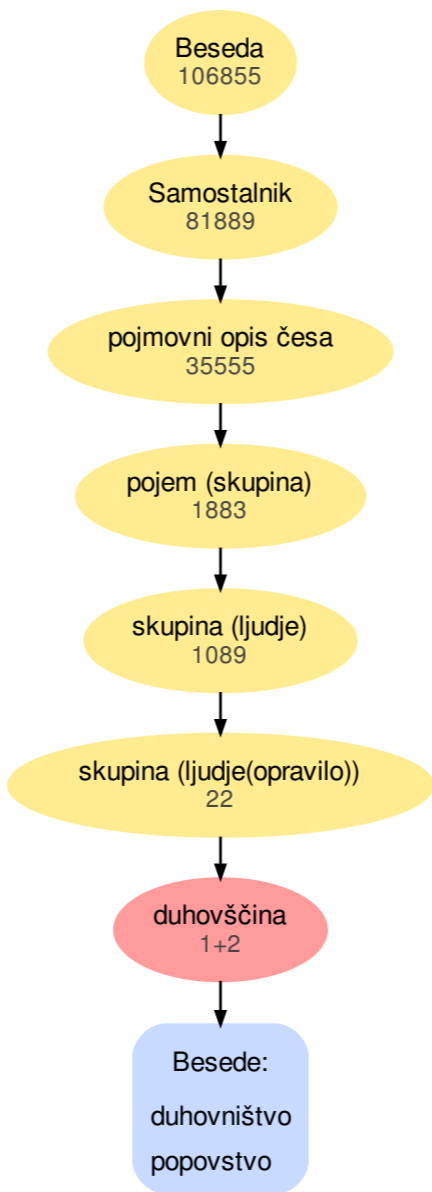 Beseda
106855
Samostalnik
81889
pojmovni opis česa
35555
pojem (skupina)
1883
skupina (ljudje)
1089
skupina (ljudje(opravilo))
22
duhovščina
1+2
Besede:
duhovništvo
popovstvo